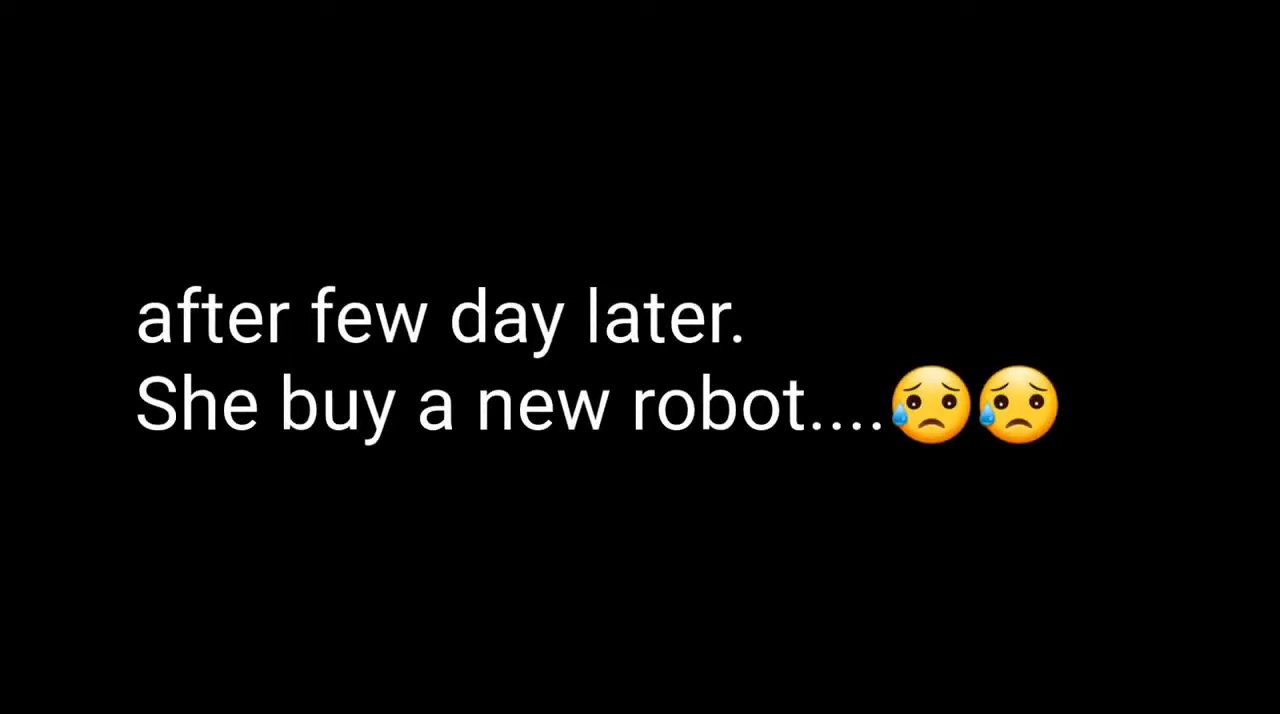 after few day later.
She buy a new robot....😥😥